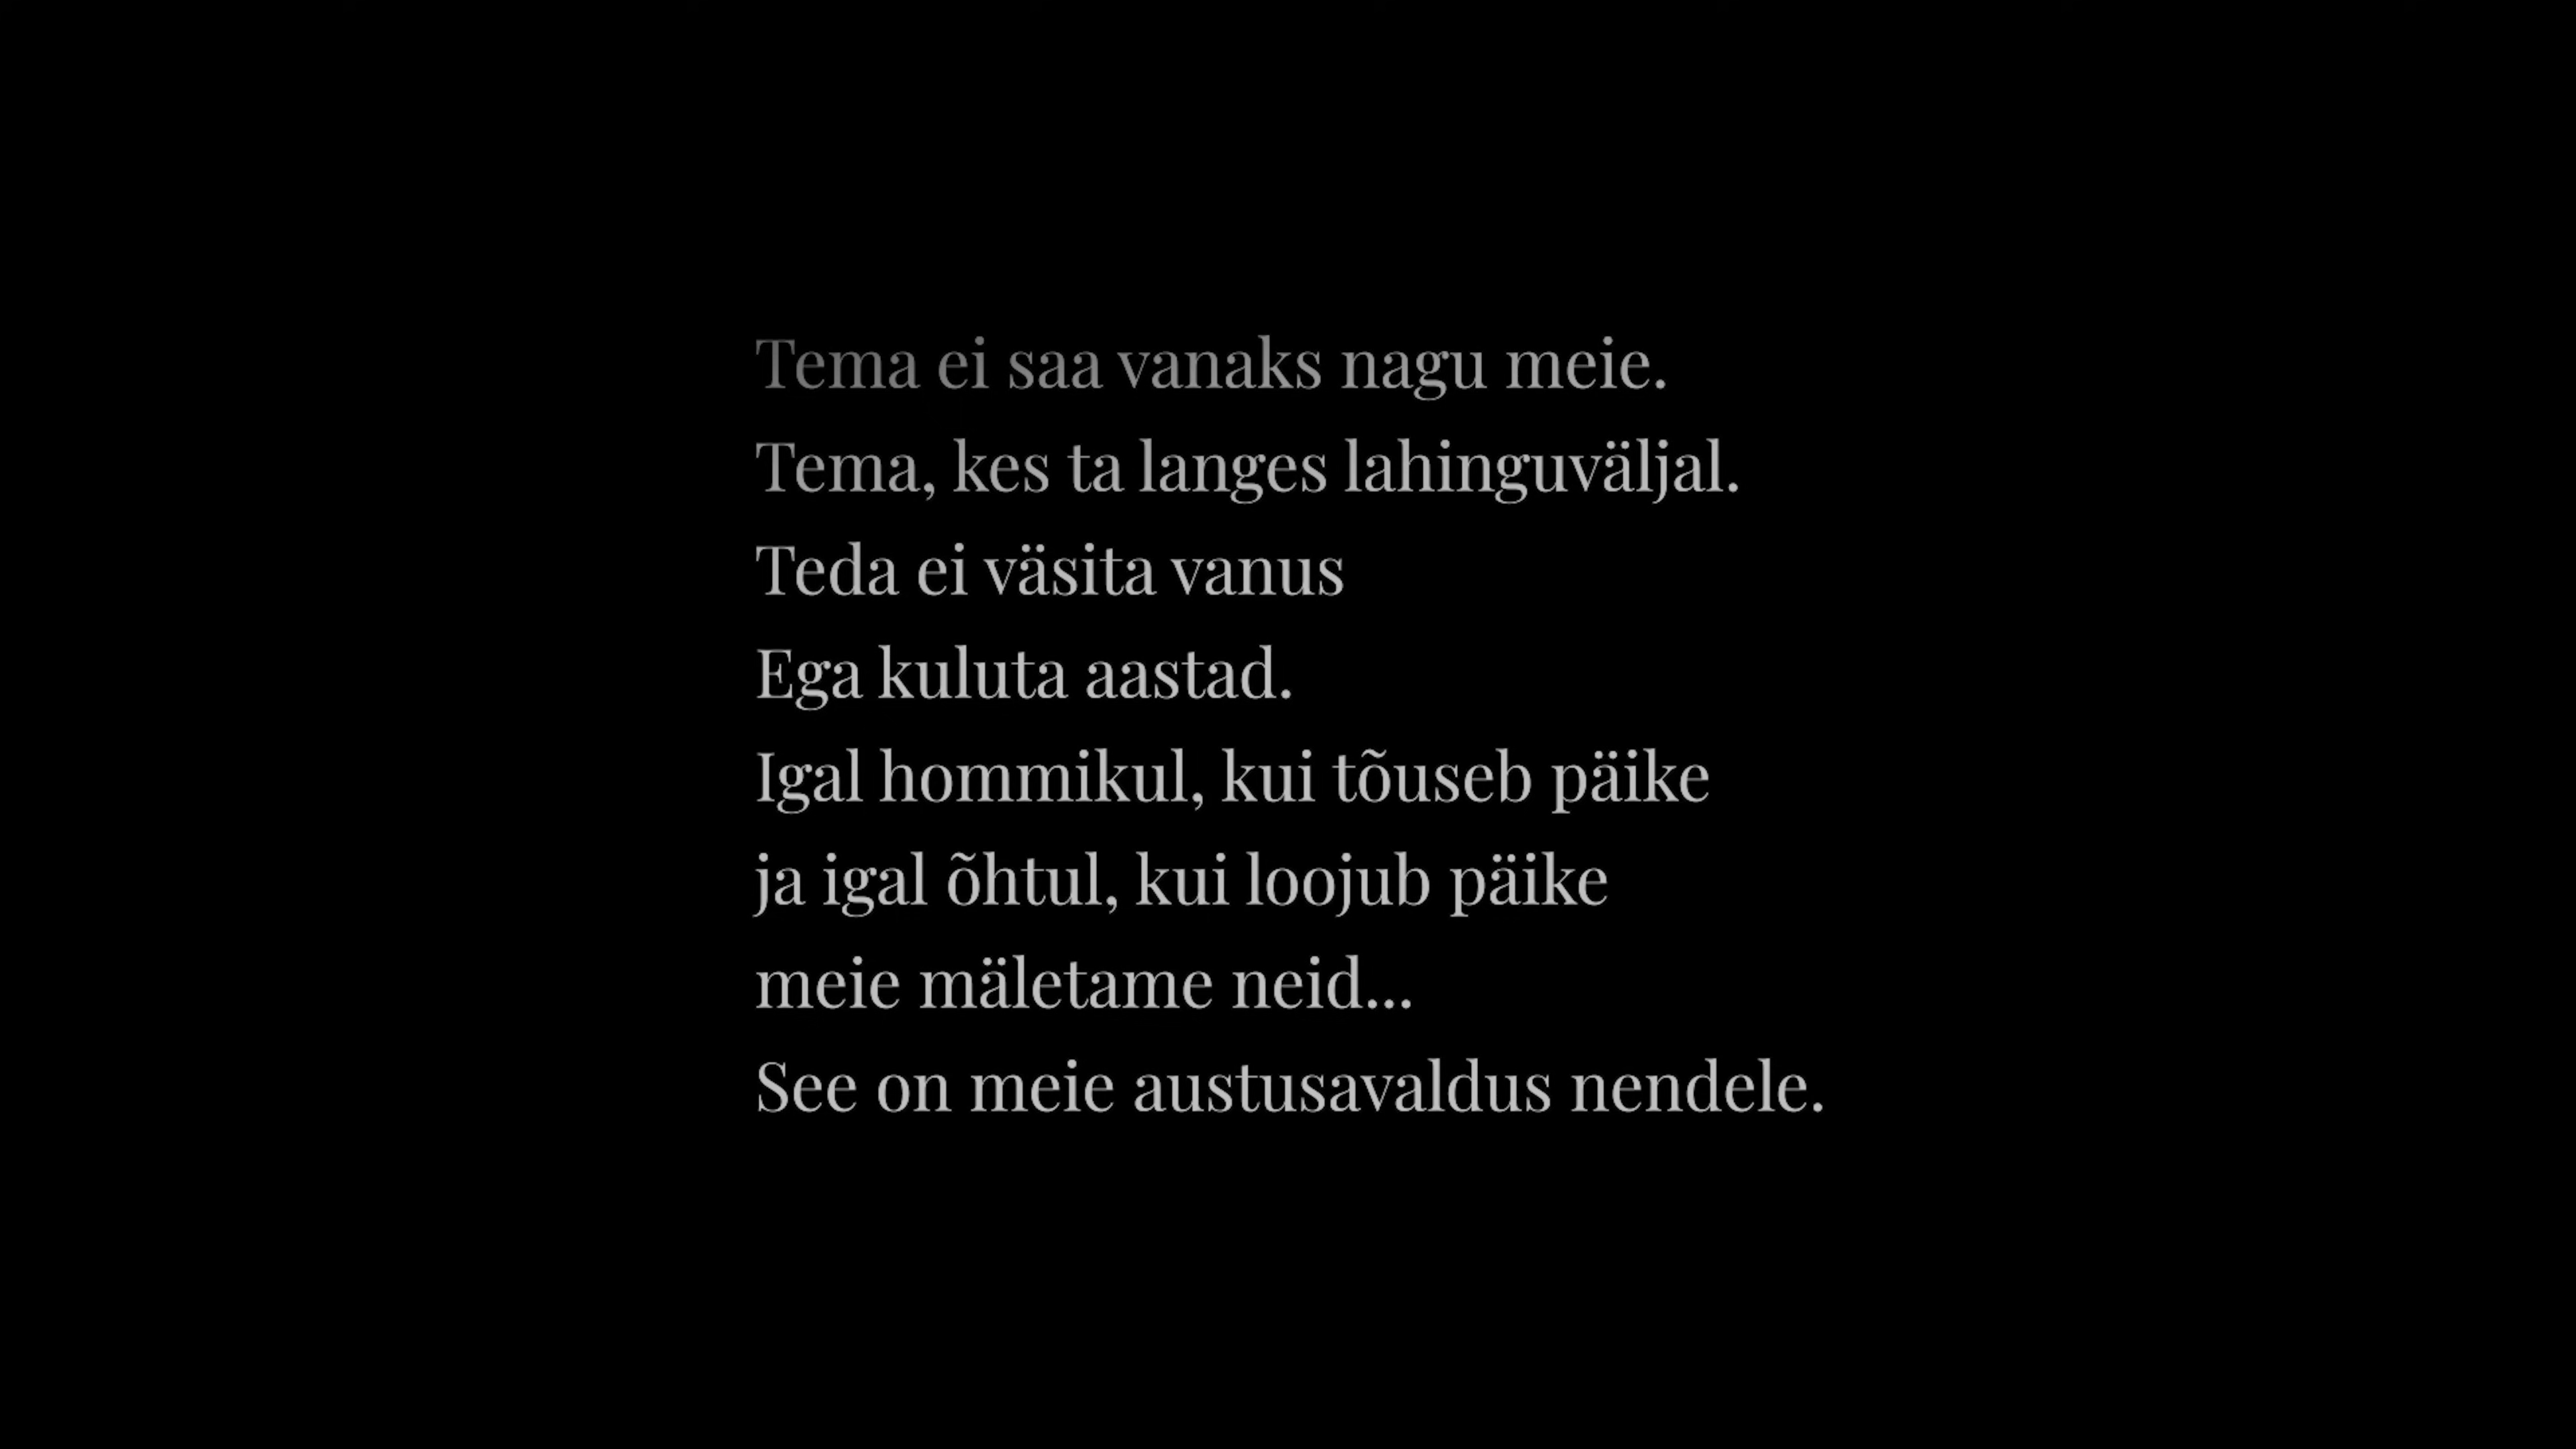 Tema ei saa vanaks nagu meie.
Tema, kes ta langes lahinguväljal.
Teda ei väsita vanus
Ega kuluta aastad.
Igal hommikul, kui tõuseb päike
ja igal õhtul, kui loojub päike
meie mäletame neid...
See on meie austusavaldus nendele.